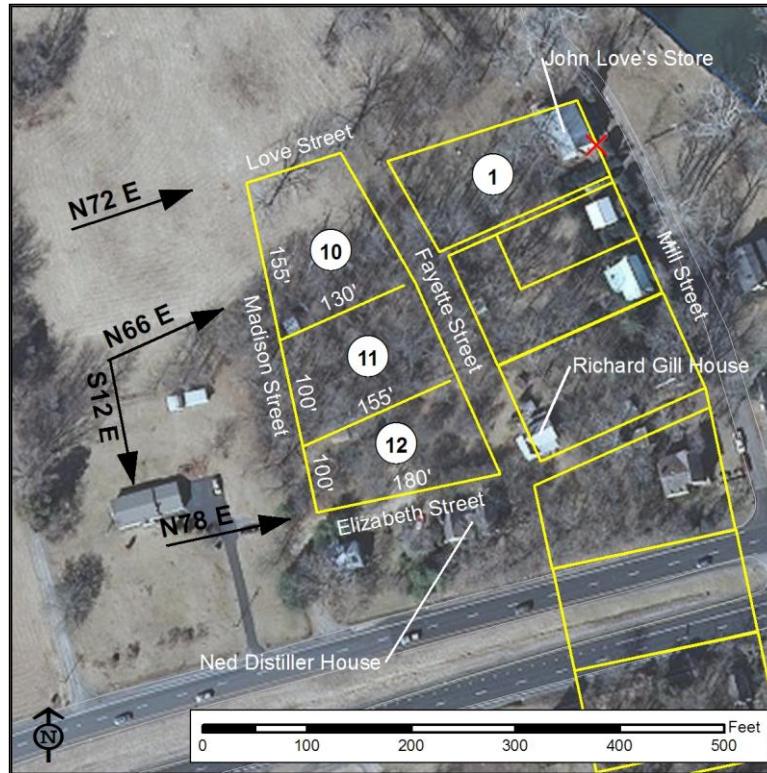 John Love's Store
Love Street
1
N72 E
10
155'
130'
Fayette Street
Mill Street
N66 E
Madison Street
11
S12 E
Richard Gill House
100'
155'
12
100'
180'
N78 E
Elizabeth Street
Ned Distiller House
N
Feet
0 100 200 300 400 500